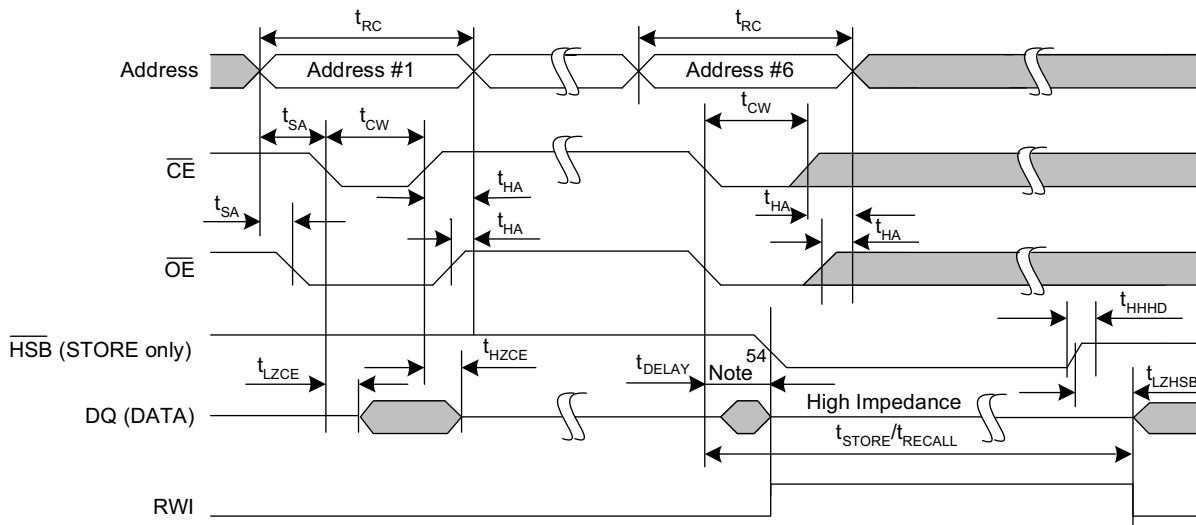 tRC tRC
Address Address #1 Address #6
tCW
tSA tCW
CE
tHA
tSA tHA
tHA tHA
OE
tHHHD
HSB (STORE only)
tHZCE 54
tLZCE tDELAY Note tLZHSB
DQ (DATA) High Impedance
tSTORE/tRECALL
RWI